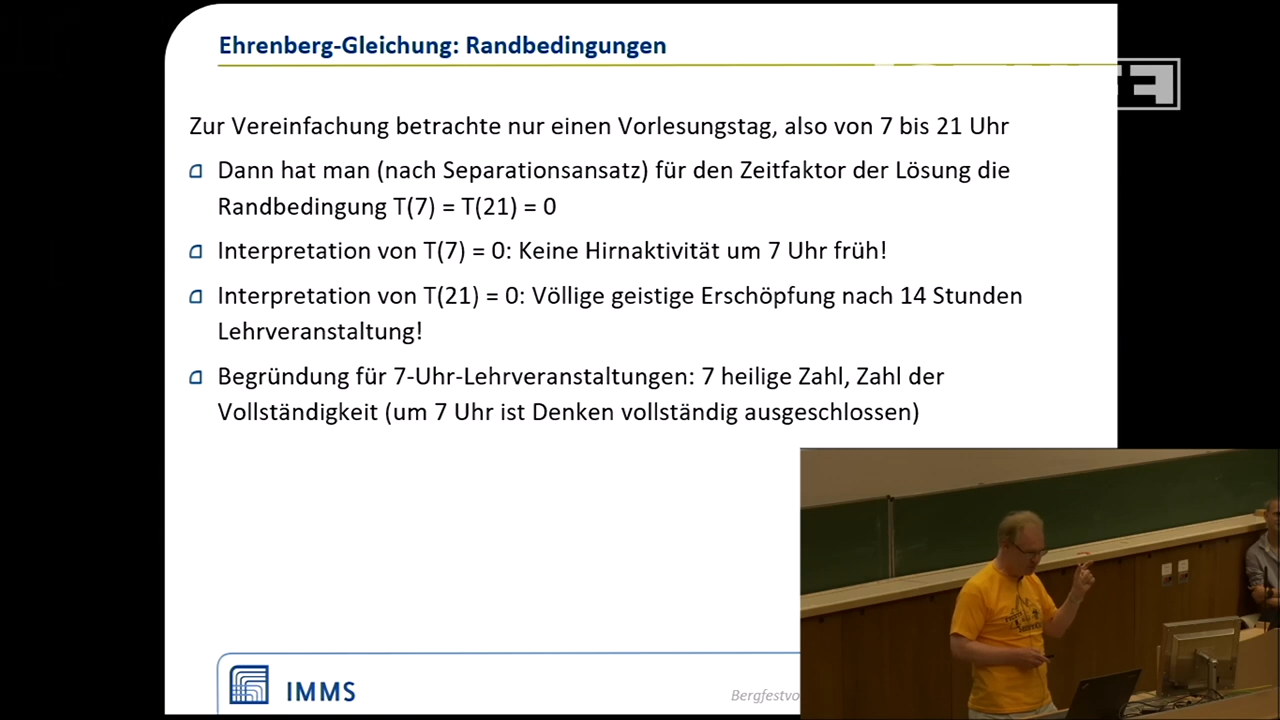 Ehrenberg-Gleichung: Randbedingungen
Zur Vereinfachung betrachte nur einen Vorlesungstag, also von 7 bis 21 Uhr
Dann hat man (nach Separationsansatz) für den Zeitfaktor der Lösung die
Randbedingung T(7) = T(21) = 0
Interpretation von T(7) = 0: Keine Hirnaktivität um 7 Uhr früh!
Interpretation von T(21) = 0: Völlige geistige Erschöpfung nach 14 Stunden
Lehrveranstaltung!
Begründung für 7-Uhr-Lehrveranstaltungen: 7 heilige Zahl, Zahl der
Vollständigkeit (um 7 Uhr ist Denken vollständig ausgeschlossen)
IMMS